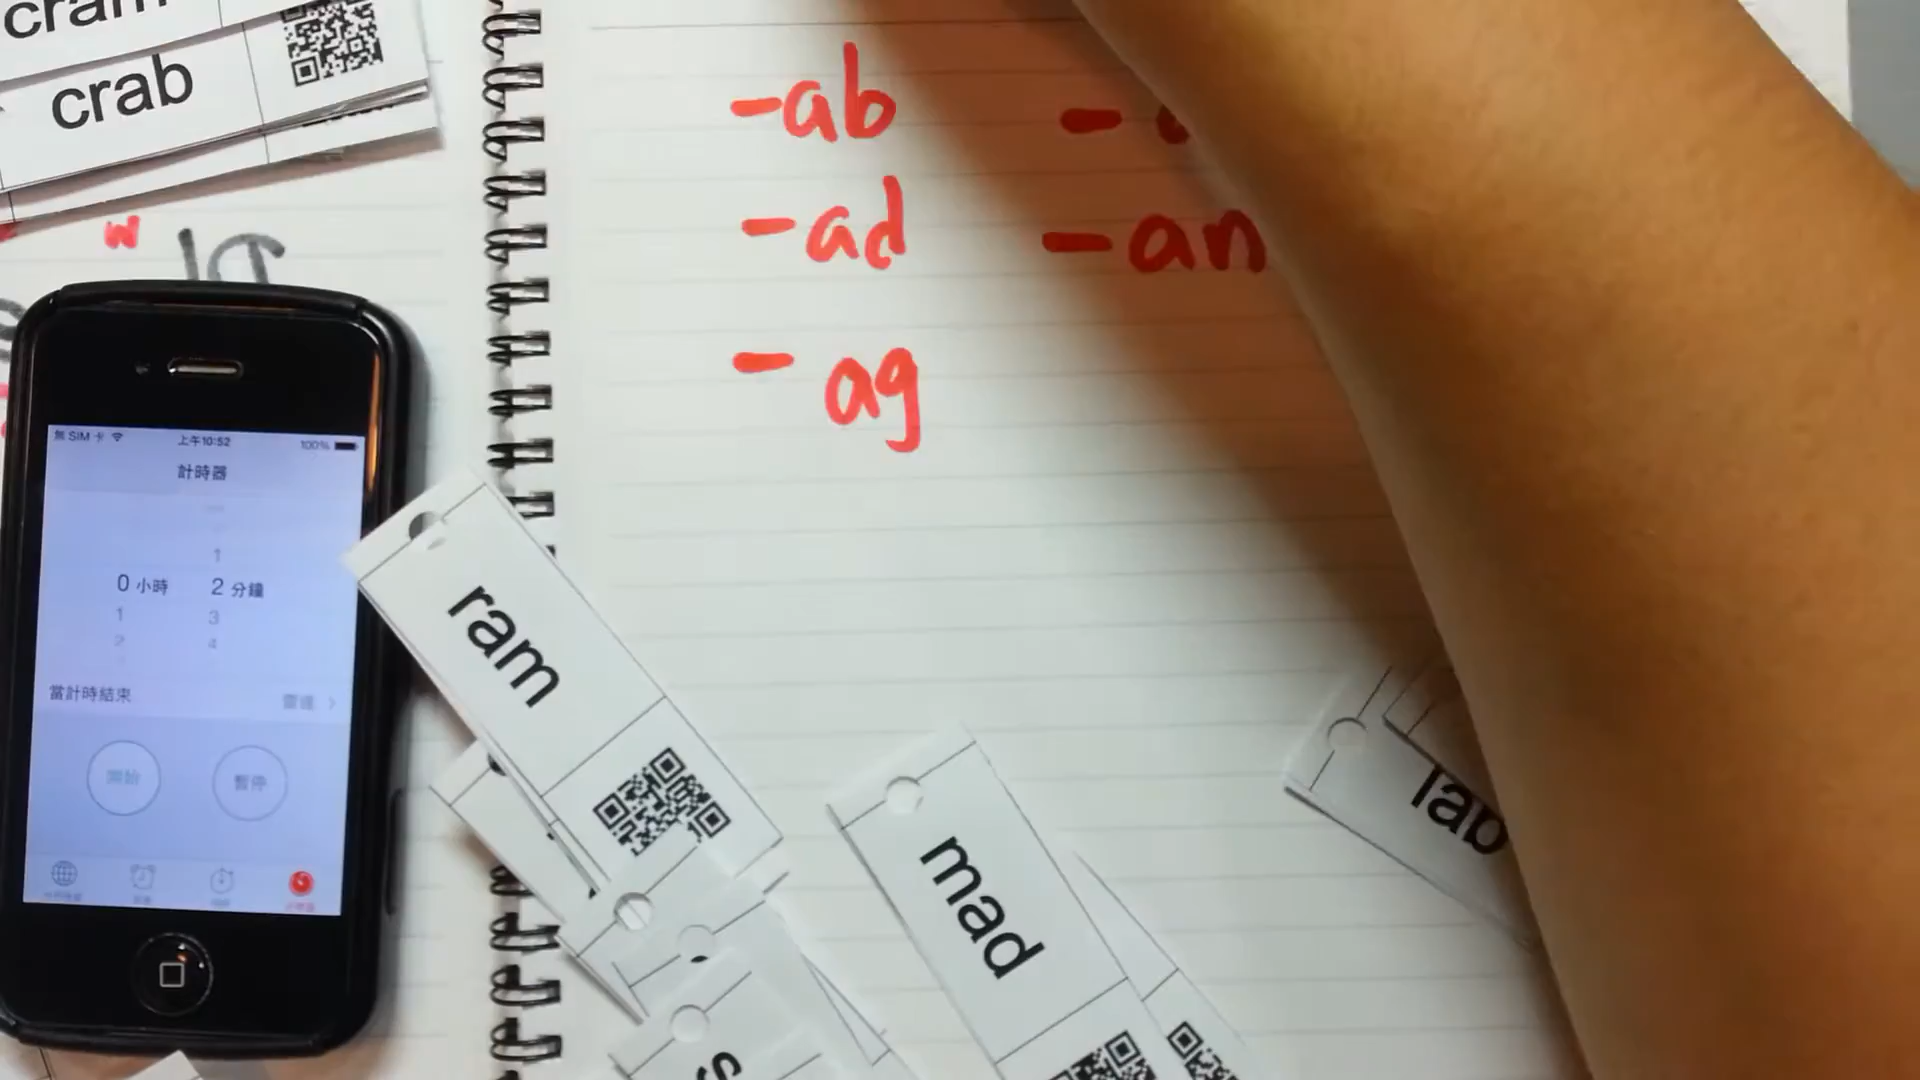 cram
crab
-ab
-ad
-an
-ag
w
無 SIM 卡
上午10:52
100%
計時器
1
0 小時 2 分鐘
1 3
2 4
當計時結束
雷達 >
開始 暫停
ram
mad
lab